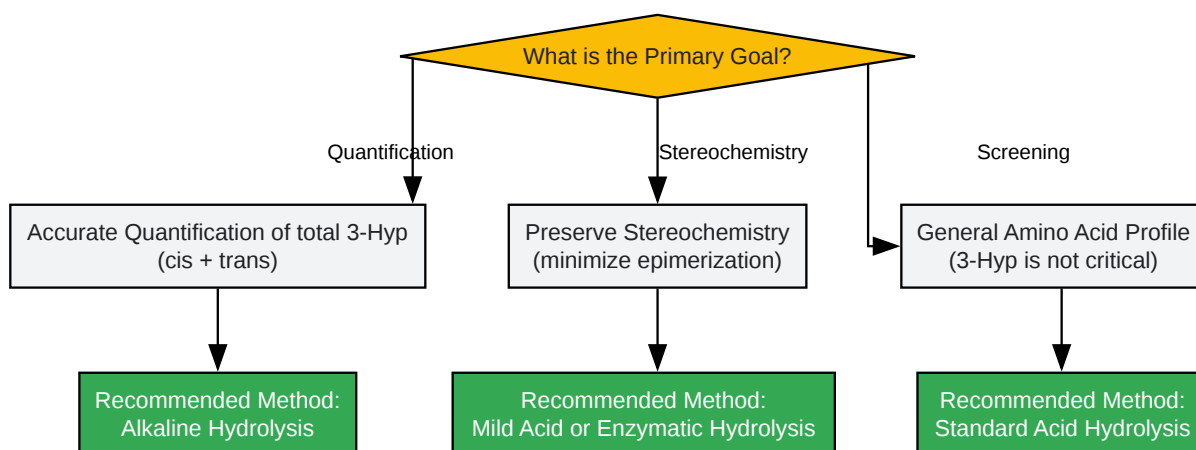 What is the Primary Goal?
Quantification
Stereochemistry
Screening
Accurate Quantification of total 3-Hyp
(cis + trans)
Preserve Stereochemistry
(minimize epimerization)
General Amino Acid Profile
(3-Hyp is not critical)
Recommended Method:
Alkaline Hydrolysis
Recommended Method:
Mild Acid or Enzymatic Hydrolysis
Recommended Method:
Standard Acid Hydrolysis